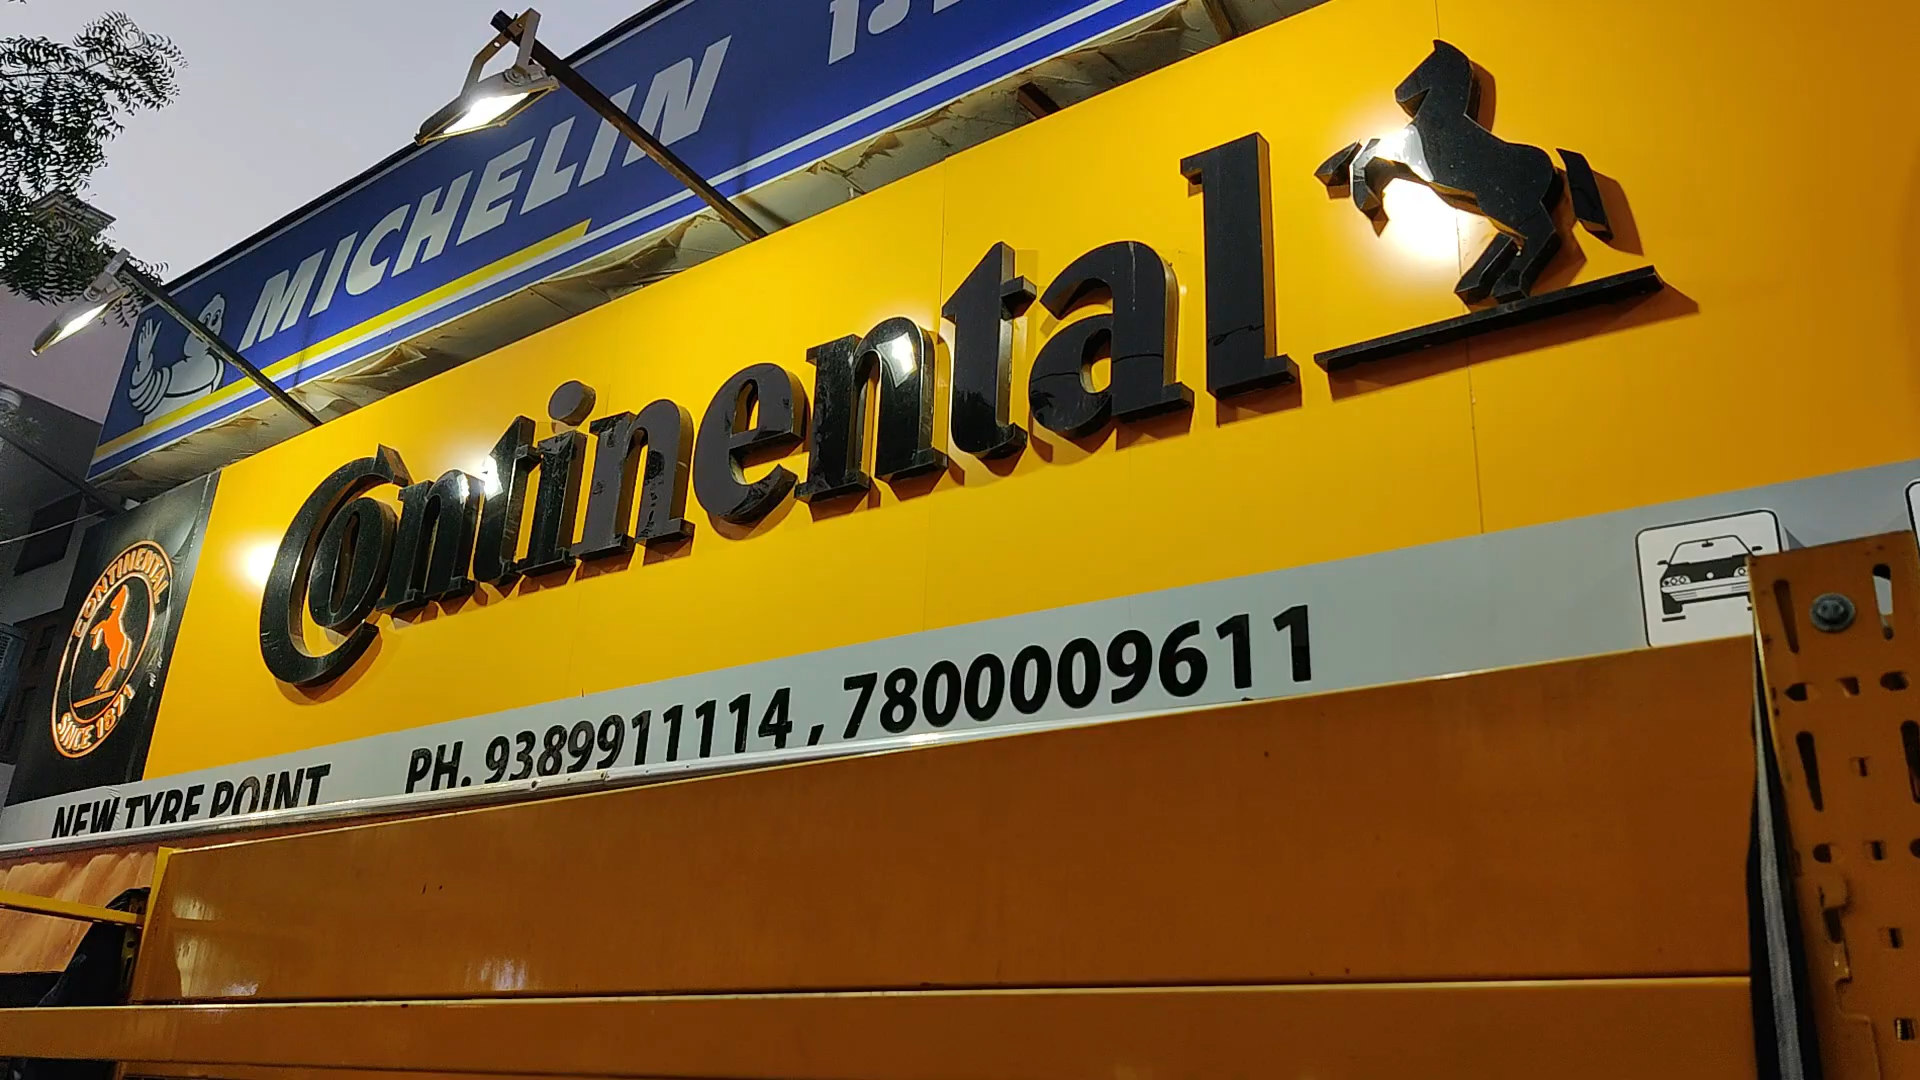 MICHELIN
Continental
CONTINENTAL
SINCE 1871
NEW TYRE POINT PH. 9389911114, 7800009611